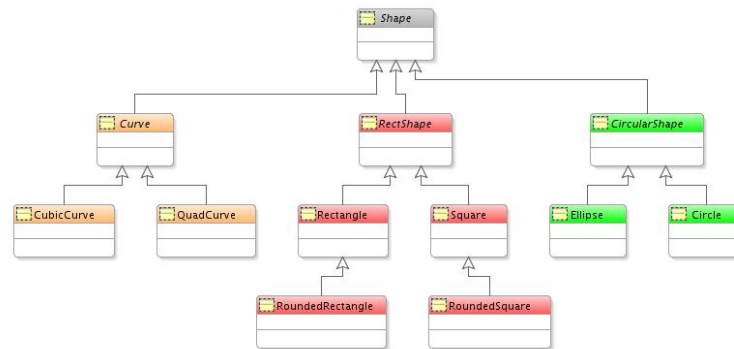 Shape
Curve
RectShape
CircularShape
CubicCurve
QuadCurve
Rectangle
Square
Ellipse
Circle
RoundedRectangle
RoundedSquare